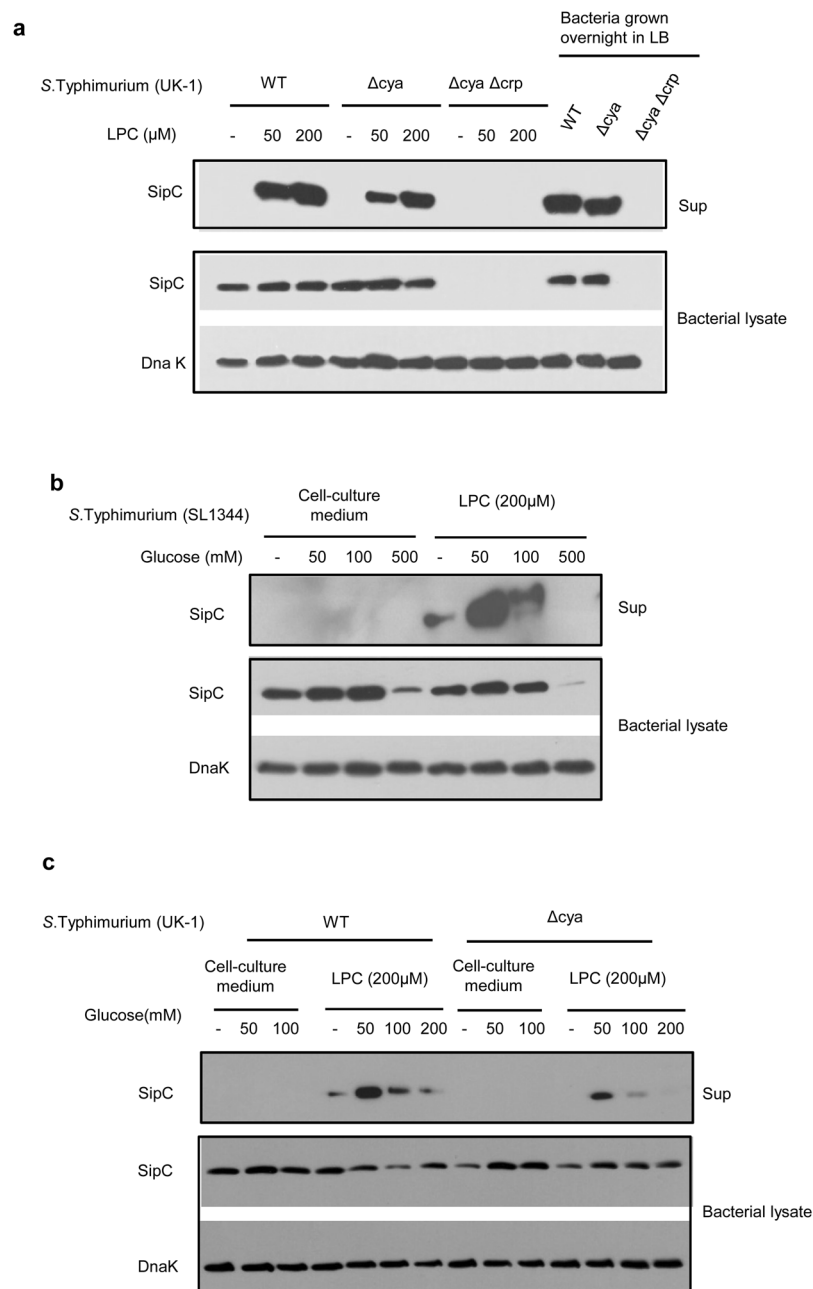 a
Bacteria grown
overnight in LB
S.Typhimurium (UK-1) WT Δcya Δcya Δcrp WT Δcya Δcya Δcrp
LPC (µM) - 50 200 - 50 200 - 50 200
SipC Sup
SipC
Bacterial lysate
Dna K
b
S.Typhimurium (SL1344) Cell-culture medium LPC (200µM)
Glucose (mM) - 50 100 500 - 50 100 500
SipC Sup
SipC
Bacterial lysate
DnaK
c
S.Typhimurium (UK-1) WT Δcya
Cell-culture medium LPC (200µM) Cell-culture medium LPC (200µM)
Glucose(mM) - 50 100 - 50 100 200 - 50 100 - 50 100 200
SipC Sup
SipC
Bacterial lysate
DnaK